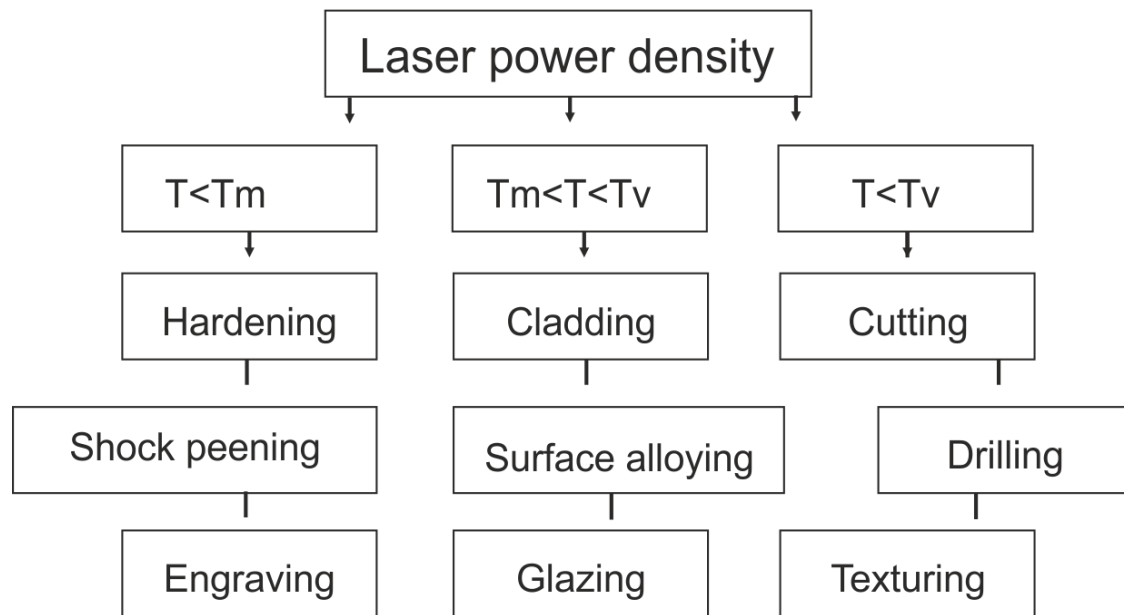 Laser power density
T<Tm
Tm<T<Tv
T<Tv
Hardening
Cladding
Cutting
Shock peening
Surface alloying
Drilling
Engraving
Glazing
Texturing